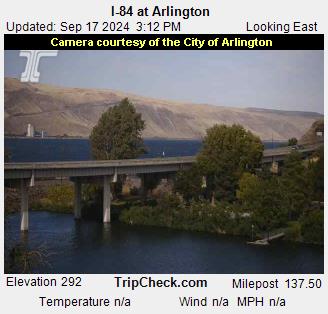 I-84 at Arlington
Updated: Sep 17 2024 3:12 PM Looking East
Camera courtesy of the City of Arlington
Elevation 292 TripCheck.com Milepost 137.50
Temperature n/a Wind n/a MPH n/a